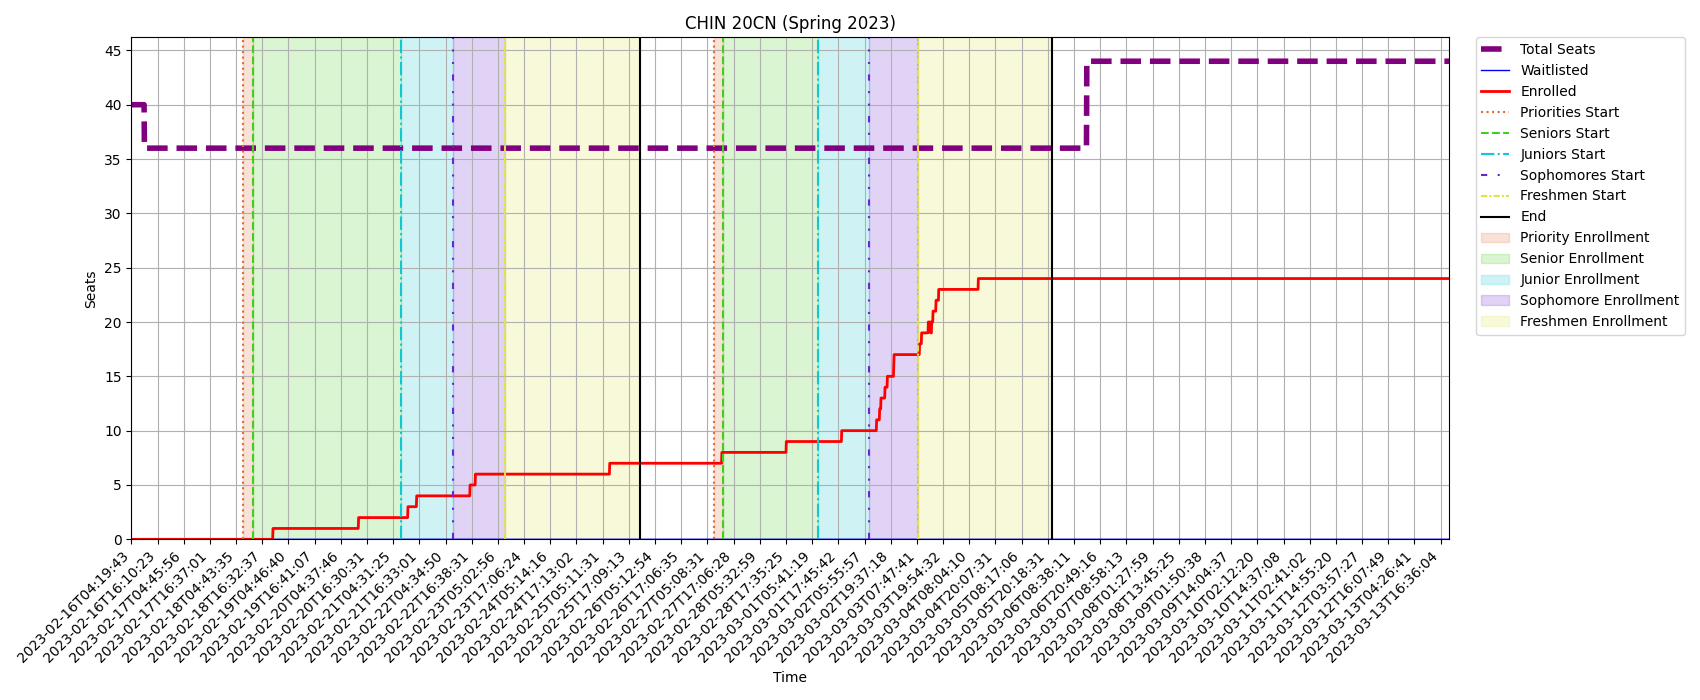 CHIN 20CN (Spring 2023)
45
40
35
30
25
20
15
10
5
0
Seats
2023-02-16T04:19:43
2023-02-16T16:10:23
2023-02-17T04:45:56
2023-02-17T16:37:01
2023-02-18T04:43:35
2023-02-18T16:32:37
2023-02-19T04:46:40
2023-02-19T16:41:07
2023-02-20T04:37:46
2023-02-20T16:30:31
2023-02-21T04:31:25
2023-02-21T16:33:01
2023-02-22T04:34:50
2023-02-22T16:38:31
2023-02-23T05:02:56
2023-02-23T17:06:24
2023-02-24T05:14:16
2023-02-24T17:13:02
2023-02-25T05:11:31
2023-02-25T17:09:13
2023-02-26T05:12:54
2023-02-26T17:06:35
2023-02-27T05:08:31
2023-02-27T17:06:28
2023-02-28T05:32:59
2023-02-28T17:35:25
2023-03-01T05:41:19
2023-03-01T17:45:42
2023-03-02T05:55:57
2023-03-02T19:37:18
2023-03-03T07:47:41
2023-03-03T19:54:32
2023-03-04T08:04:10
2023-03-04T20:07:31
2023-03-05T08:17:06
2023-03-05T20:18:31
2023-03-06T08:38:11
2023-03-06T20:49:16
2023-03-07T08:58:13
2023-03-08T01:27:59
2023-03-08T13:45:25
2023-03-09T01:50:38
2023-03-09T14:04:37
2023-03-10T02:12:20
2023-03-10T14:37:08
2023-03-11T02:41:02
2023-03-11T14:55:20
2023-03-12T03:57:27
2023-03-12T16:07:49
2023-03-13T04:26:41
2023-03-13T16:36:04
Time
Total Seats
Waitlisted
Enrolled
Priorities Start
Seniors Start
Juniors Start
Sophomores Start
Freshmen Start
End
Priority Enrollment
Senior Enrollment
Junior Enrollment
Sophomore Enrollment
Freshmen Enrollment